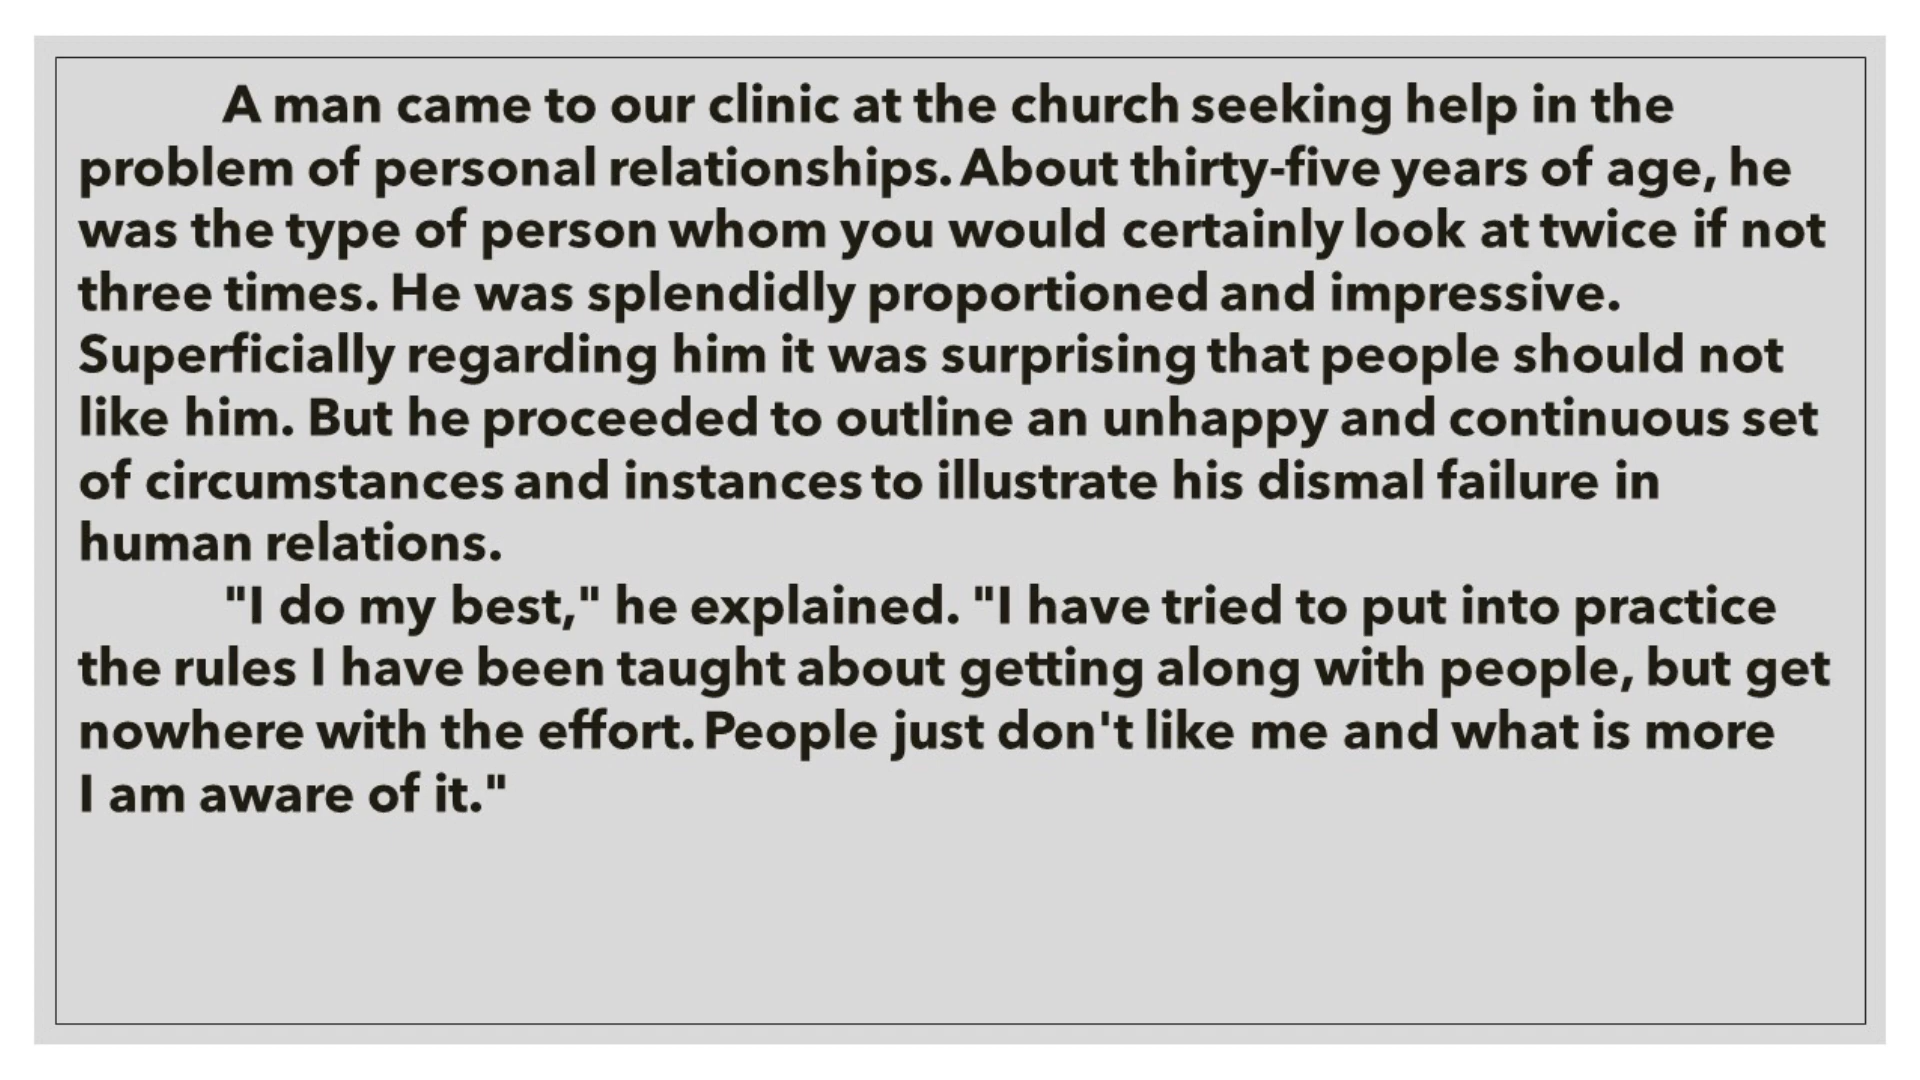 A man came to our clinic at the church seeking help in the
problem of personal relationships. About thirty-five years of age, he
was the type of person whom you would certainly look at twice if not
three times. He was splendidly proportioned and impressive.
Superficially regarding him it was surprising that people should not
like him. But he proceeded to outline an unhappy and continuous set
of circumstances and instances to illustrate his dismal failure in
human relations.
"I do my best," he explained. "I have tried to put into practice
the rules I have been taught about getting along with people, but get
nowhere with the effort. People just don't like me and what is more
I am aware of it."